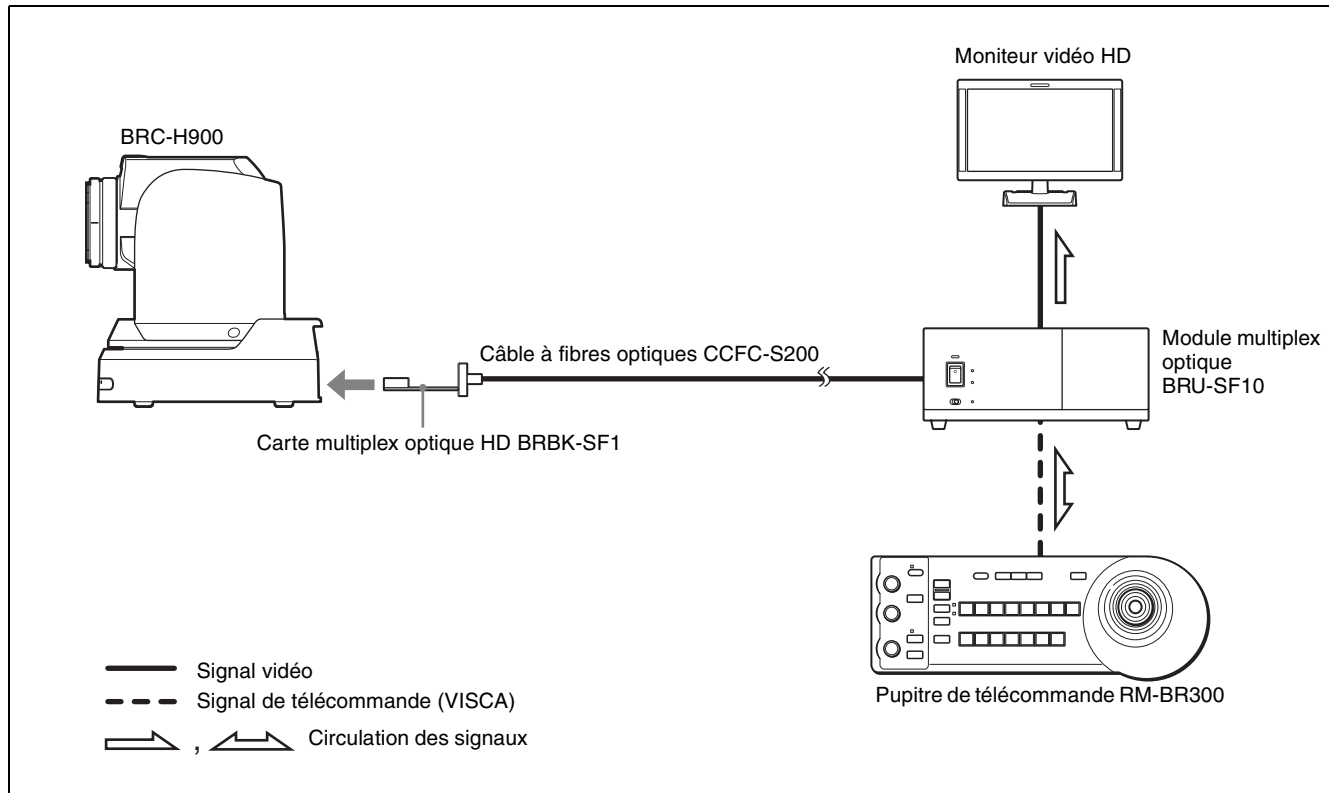 Moniteur vidéo HD
BRC-H900
Câble à fibres optiques CCFC-S200
Module multiplex
optique
BRU-SF10
Carte multiplex optique HD BRBK-SF1
Signal vidéo
Signal de télécommande (VISCA)
, Circulation des signaux
Pupitre de télécommande RM-BR300